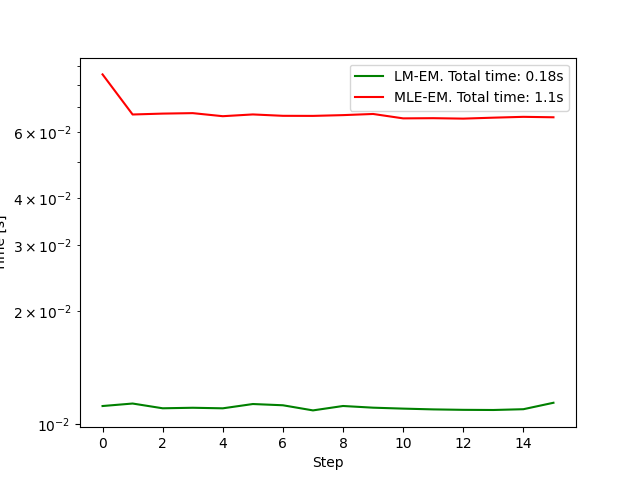 LM-EM. Total time: 0.18s
MLE-EM. Total time: 1.1s
6 × 10⁻²
4 × 10⁻²
3 × 10⁻²
2 × 10⁻²
10⁻²
0 2 4 6 8 10 12 14
Step
[s]